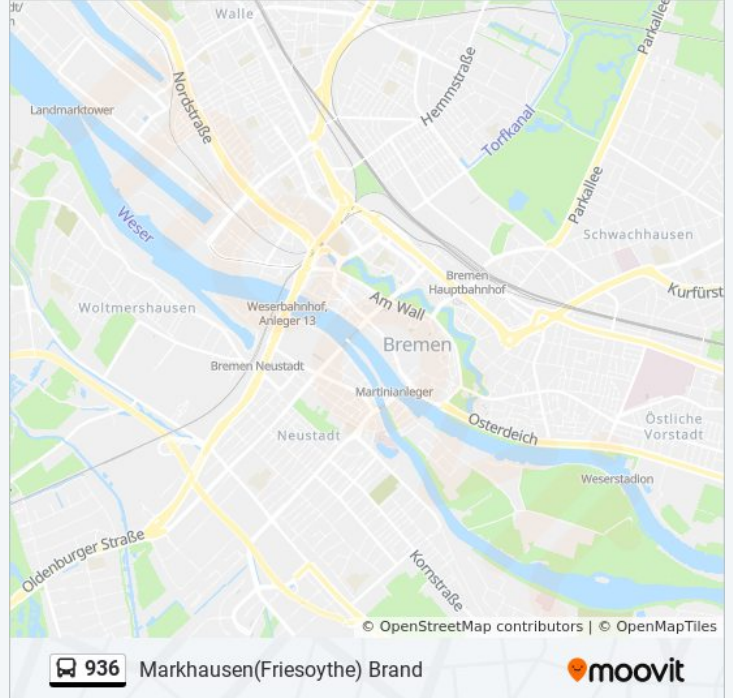 Walle
Parkallee
Nordstraße
Hemmstraße
Landmarktower
Torfkanal
Parkallee
Weser
Schwachhausen
Bremen
Hauptbahnhof
Kurfürst
Woltmershausen
Weserbahnhof,
Anleger 13
Am Wall
Bremen
Bremen Neustadt
Martinianleger
Neustadt
Osterdeich
Östliche
Vorstadt
Weserstadion
Oldenburger Straße
Kornstraße
© OpenStreetMap contributors | © OpenMapTiles
936 Markhausen(Friesoythe) Brand
moovit